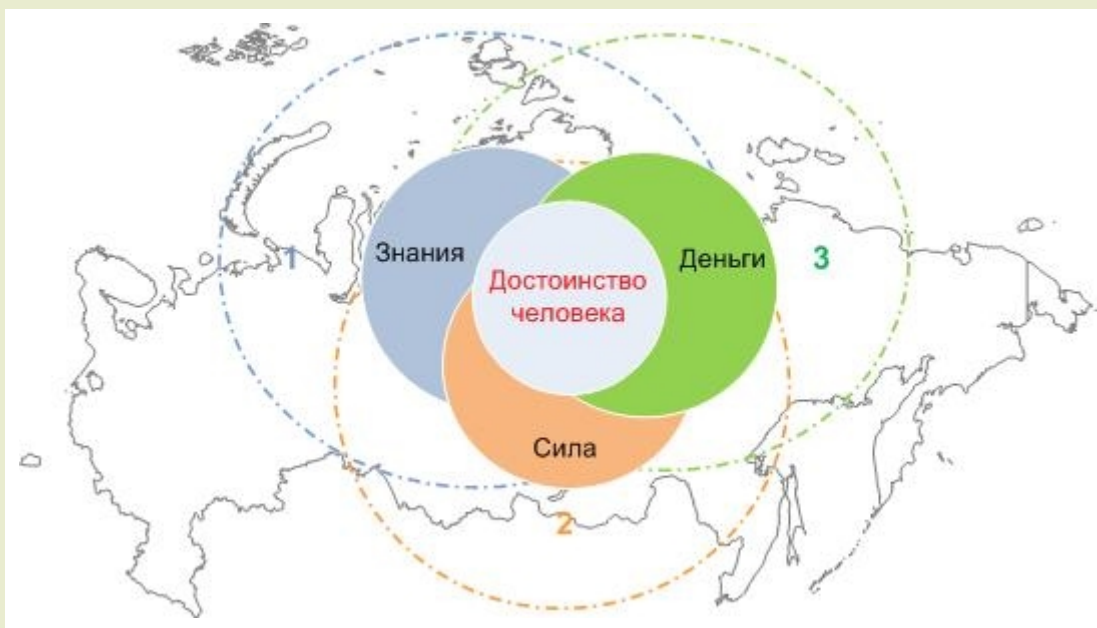 Знания
Деньги
1
3
Достоинство
человека
Сила
2